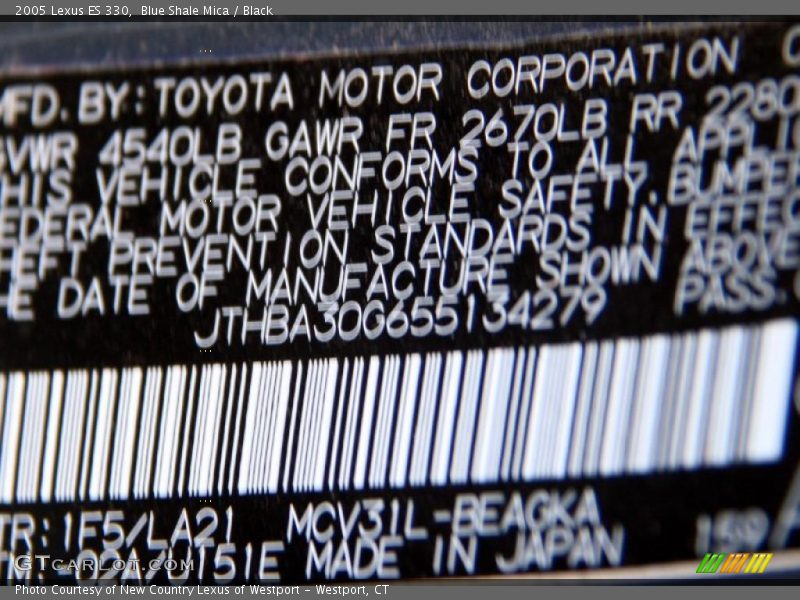 2005 Lexus ES 330,  Blue Shale Mica / Black
MFD. BY: TOYOTA MOTOR CORPORATION
GVWR 4540LB GAWR FR 2670LB RR 2280
THIS VEHICLE CONFORMS TO ALL
FEDERAL MOTOR VEHICLE SAFETY, BUMPE
THEFT PREVENTION STANDARDS IN EFFEC
THE DATE OF MANUFACTURE SHOWN ABOVE
JTHBA30G655134279 PASS.
TR: 1F5/LA21 MCV31L-BEAGKA
-02A/U151E MADE IN JAPAN
GTcarlot.com
Photo Courtesy of New Country Lexus of Westport - Westport, CT